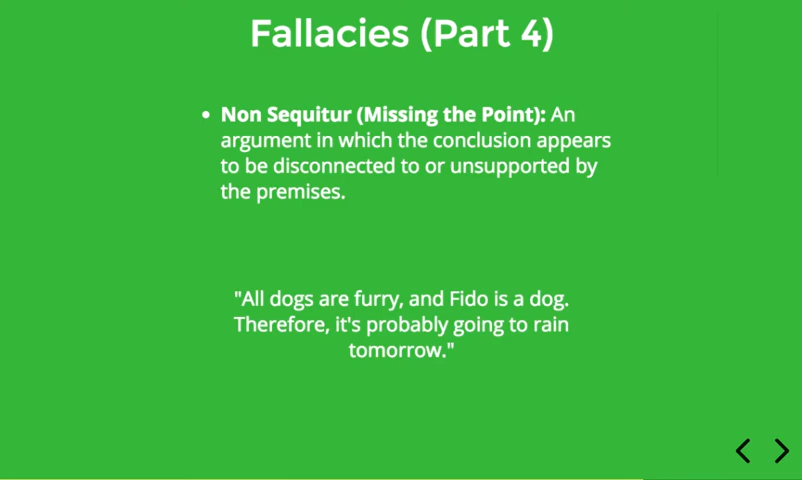 Fallacies (Part 4)
• Non Sequitur (Missing the Point): An
argument in which the conclusion appears
to be disconnected to or unsupported by
the premises.
"All dogs are furry, and Fido is a dog.
Therefore, it's probably going to rain
tomorrow."